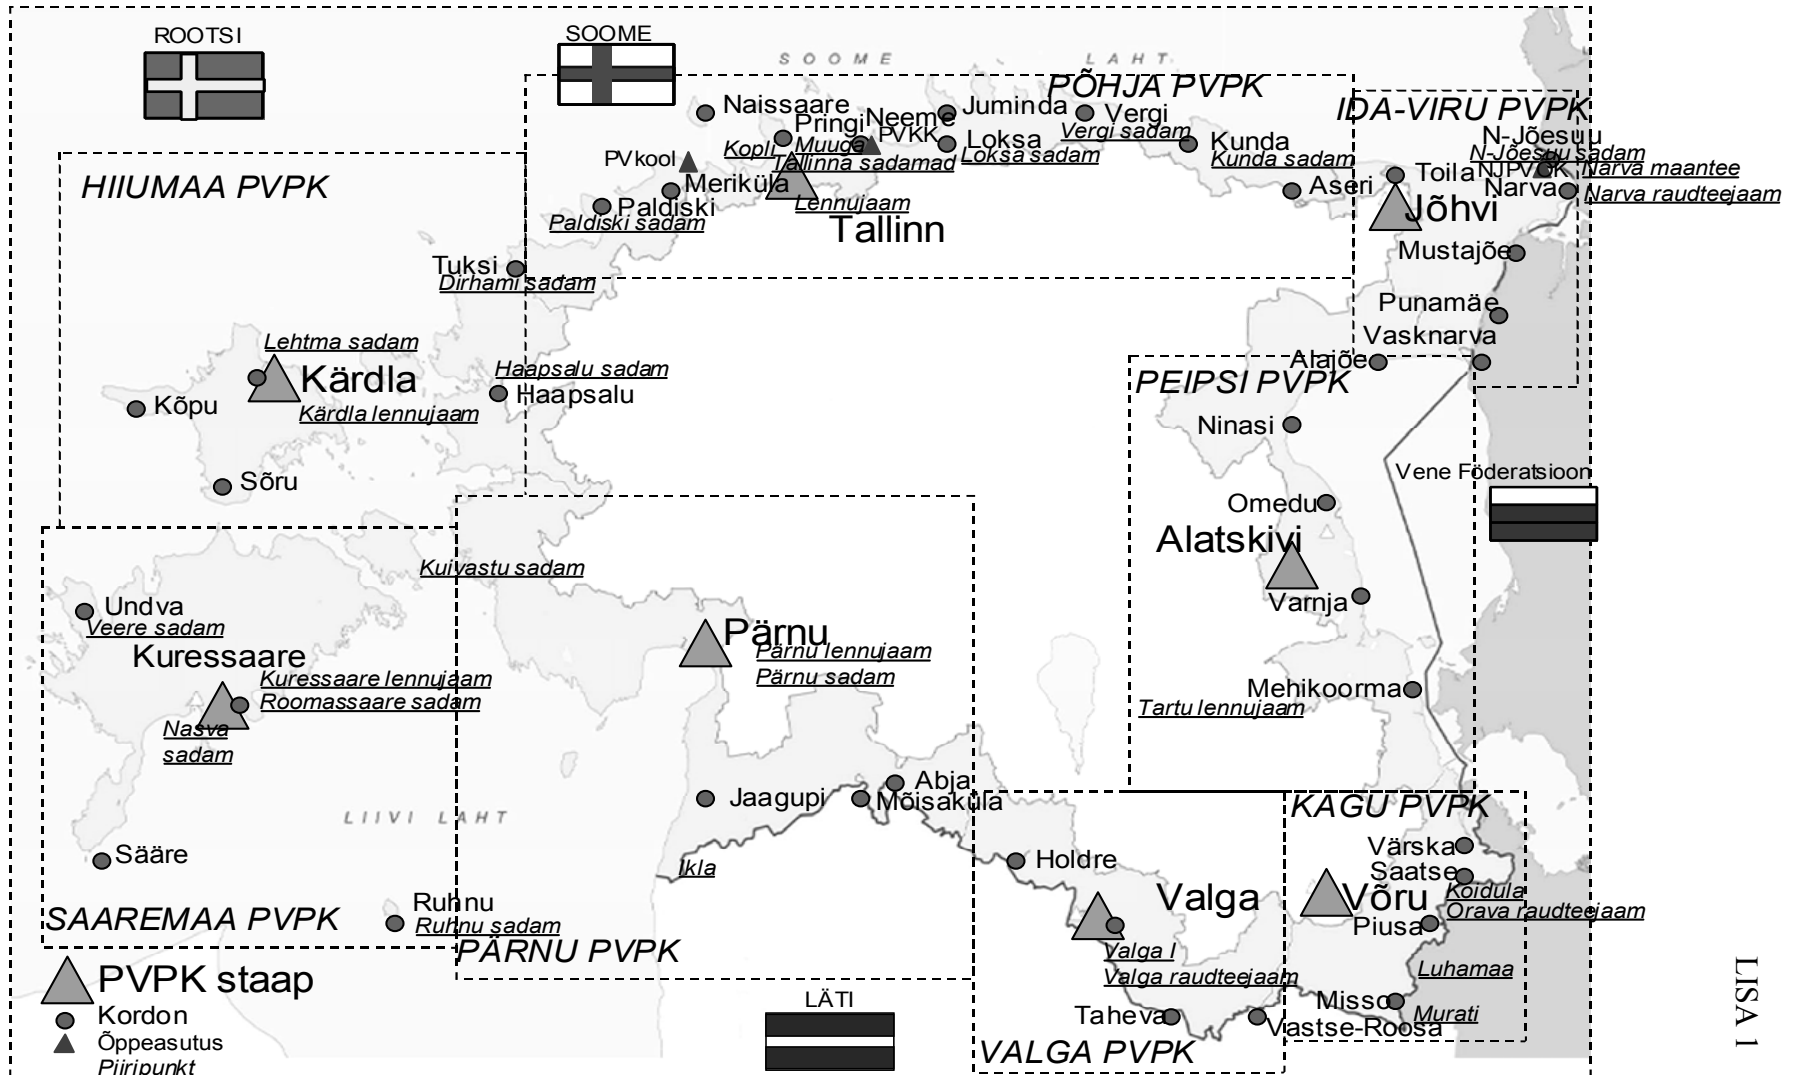 ROOTSI
SOOME
SOOME LAHT
PÕHJA PVPK
IDA-VIRU PVPK
HIIUMAA PVPK
Naissaare
Pringi
Neeme
PVKK
Juminda
Vergi
Vergi sadam
Kopli
Muuga
Tallinna sadamad
Loksa
Loksa sadam
Kunda
Kunda sadam
PVkool
Meriküla
Lennujaam
Tallinn
Paldiski
Paldiski sadam
Aseri
Toila
Jõhvi
N-Jõesuu
N-Jõesuu sadam
Narva maantee
Narva
Narva raudteejaam
Mustajõe
Tuksi
Dirhami sadam
Punamäe
Vasknarva
Alajõe
Lehtma sadam
Kärdla
Kärdla lennujaam
Kõpu
Sõru
Haapsalu sadam
Haapsalu
PEIPSI PVPK
Ninasi
Vene Föderatsioon
Omedu
Alatskivi
Varnja
Kuivastu sadam
Undva
Veere sadam
Kuressaare
Kuressaare lennujaam
Roomassaare sadam
Nasva
sadam
Pärnu
Pärnu lennujaam
Pärnu sadam
Mehikoorma
Tartu lennujaam
Jaagupi
Abja
Mõisaküla
LIIVI LAHT
Sääre
Ikla
Ruhnu
Ruhnu sadam
SAAREMAA PVPK
PÄRNU PVPK
KAGU PVPK
Värska
Saatse
Koidula
Orava raudteejaam
Võru
Piusa
Luhamaa
Misso
Murati
Vastse-Roosa
Holdre
Valga
Valga I
Valga raudteejaam
Taheva
VALGA PVPK
LÄTI
PVPK staap
Kordon
Õppeasutus
Piiripunkt
LISA 1